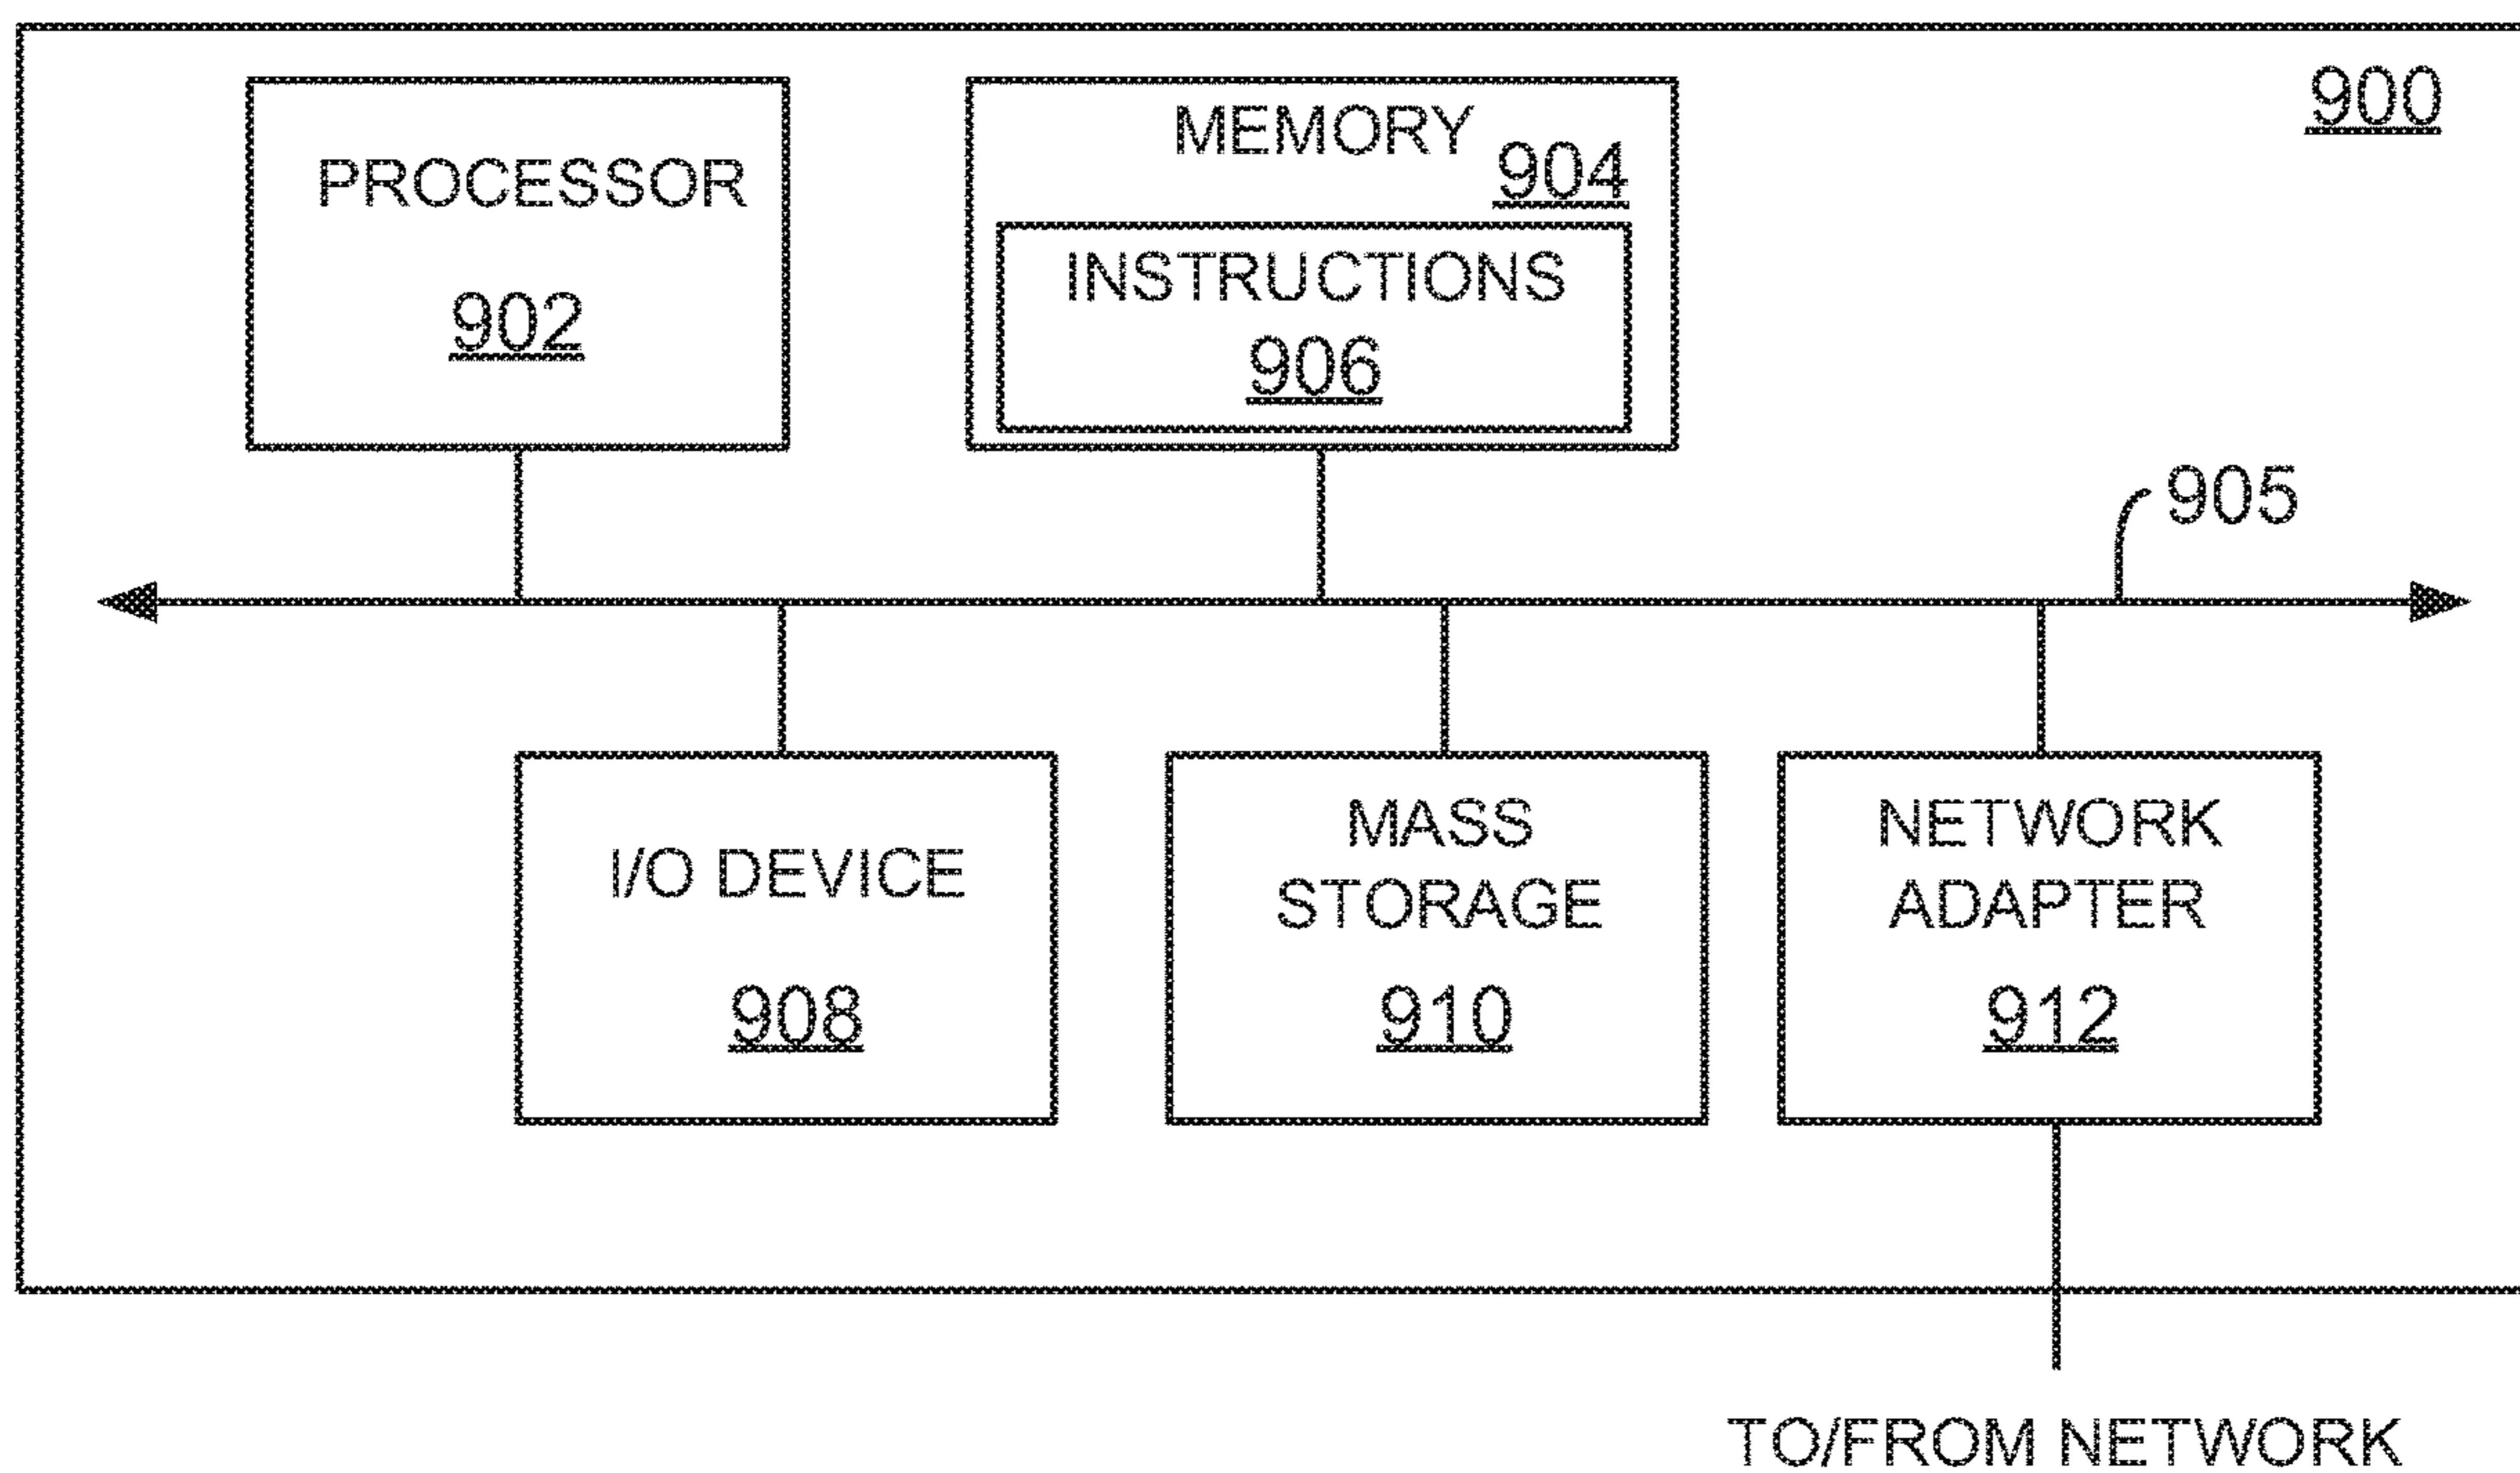 900
PROCESSOR
902
MEMORY
904
INSTRUCTIONS
906
905
I/O DEVICE
908
MASS
STORAGE
910
NETWORK
ADAPTER
912
TO/FROM NETWORK